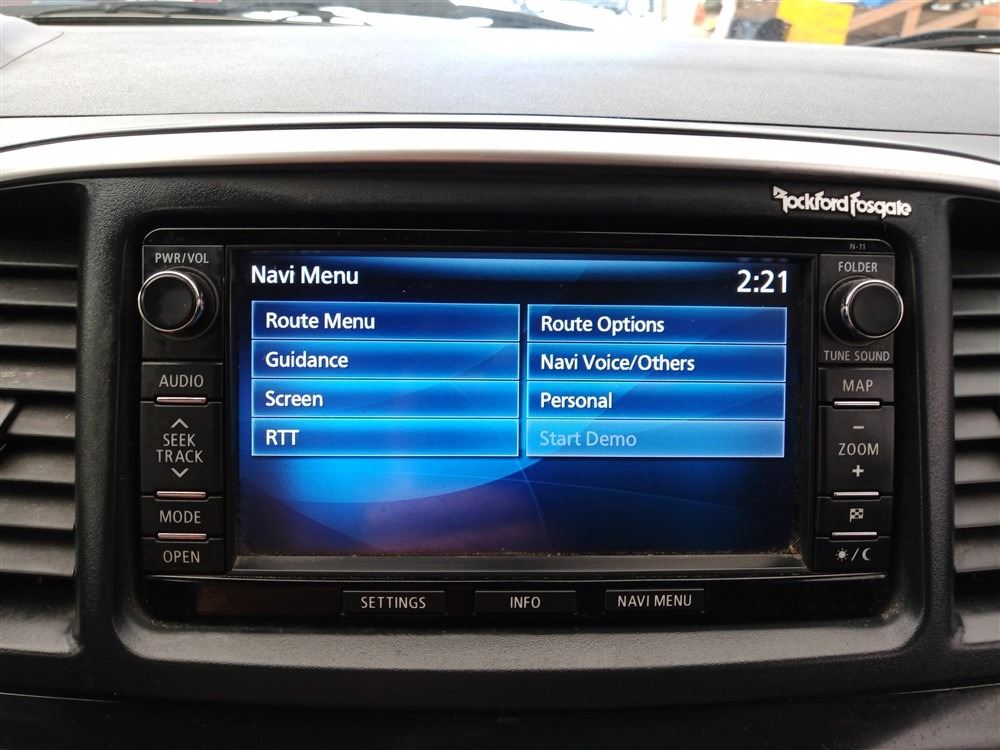 Rockford Fosgate
N-11
PWR/VOL
FOLDER
Navi Menu
2:21
TUNE SOUND
Route Menu
Route Options
Guidance
Navi Voice/Others
Screen
Personal
RTT
Start Demo
AUDIO
SEEK
TRACK
MODE
OPEN
MAP
−
ZOOM
+
SETTINGS
INFO
NAVI MENU